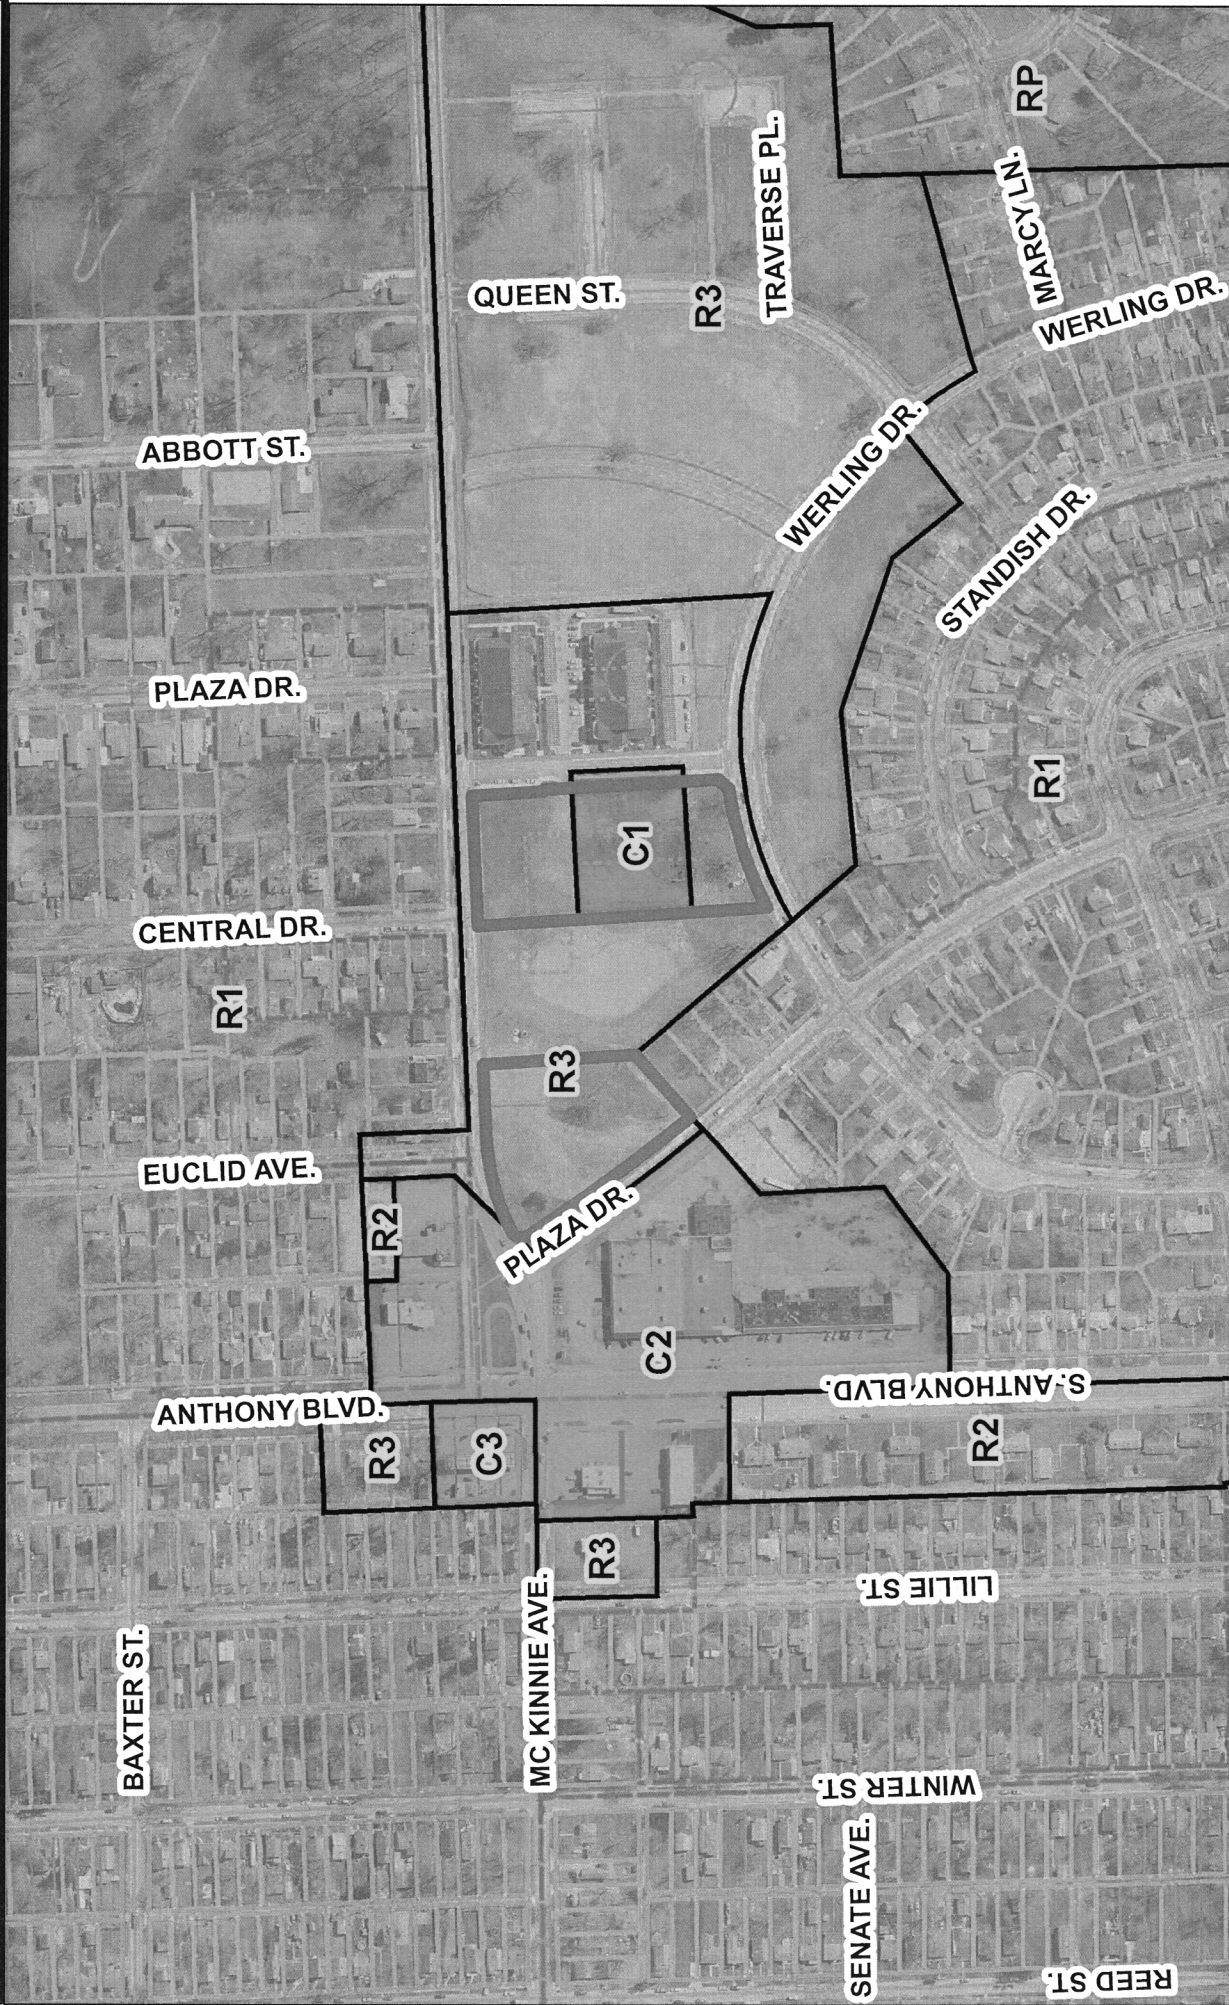 RP
MARCY LN.
TRAVERSE PL.
WERLING DR.
QUEEN ST.
R3
ABBOTT ST.
WERLING DR.
STANDISH DR.
PLAZA DR.
R1
C1
CENTRAL DR.
R1
R3
EUCLID AVE.
R2
PLAZA DR.
C2
S. ANTHONY BLVD.
ANTHONY BLVD.
R3
C3
R2
R3
LILLIE ST.
BAXTER ST.
MC KINNIE AVE.
WINTER ST.
SENATE AVE.
REED ST.